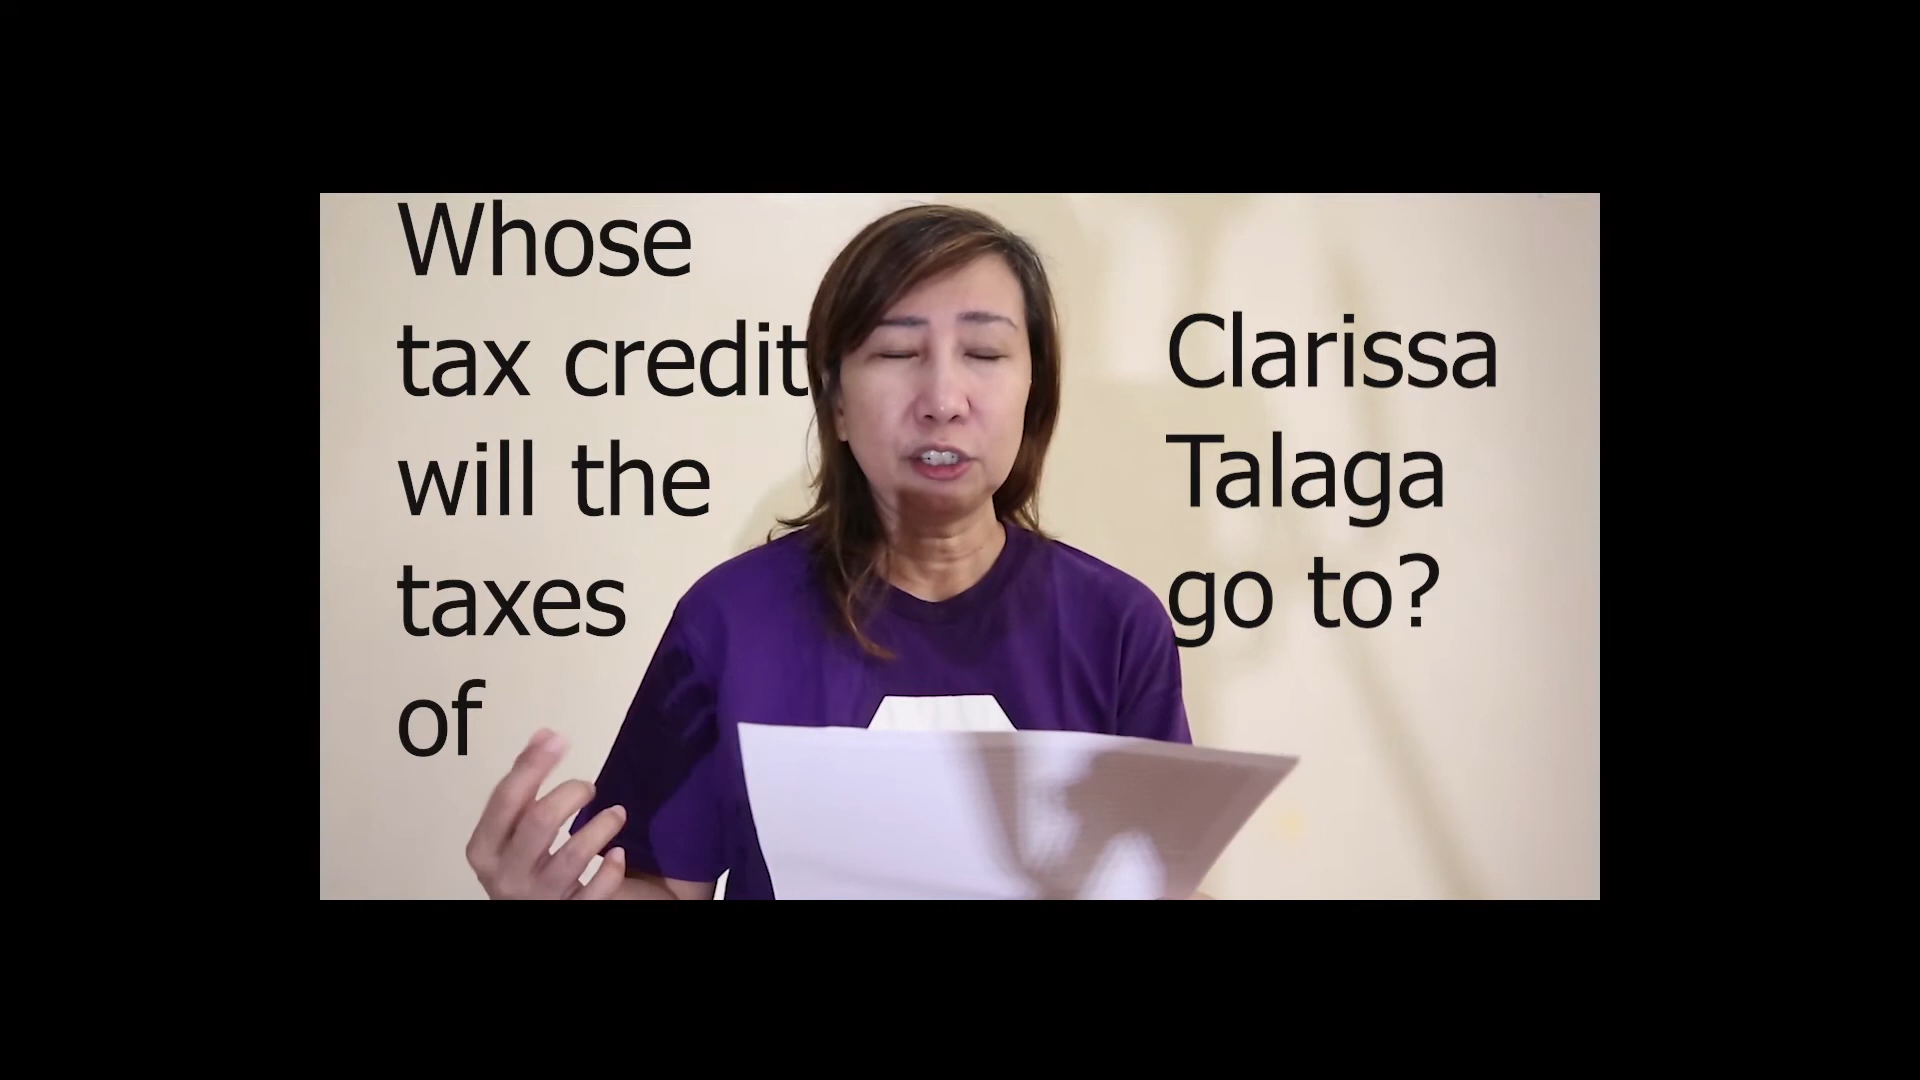 Whose
tax credit
will the
taxes
of
Clarissa
Talaga
go to?